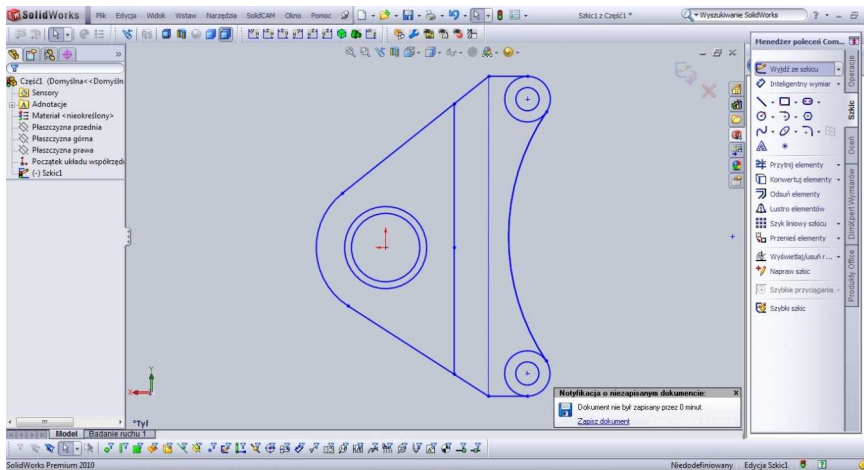 SolidWorks
Plik Edycja Widok Wstaw Narzędzia SolidCAM Okno Pomoc
Szkic1 z Część1 *
Wyszukiwanie SolidWorks
Menedżer poleceń Com...
Część1 (Domyślna<<Domyśln
Sensory
Adnotacje
Materiał <nieokreślony>
Płaszczyzna przednia
Płaszczyzna górna
Płaszczyzna prawa
Początek układu współrzędn
(-) Szkic1
Wyjdź ze szkicu
Inteligentny wymiar
Przytnij elementy
Konwertuj elementy
Odsuń elementy
Lustro elementów
Szyk liniowy szkicu
Przenieś elementy
Wyświetlaj/usuń r...
Napraw szkic
Szybkie przyciągania
Szybki szkic
Operacje
Szkic
Oceń
DimXpert Wymiarów
Produkty Office
Y
X
*Tył
Notyfikacja o niezapisanym dokumencie: X
Dokument nie był zapisany przez 0 minut.
Zapisz dokument
Model
Badanie ruchu 1
SolidWorks Premium 2010
Niedodefiniowany
Edycja Szkic1